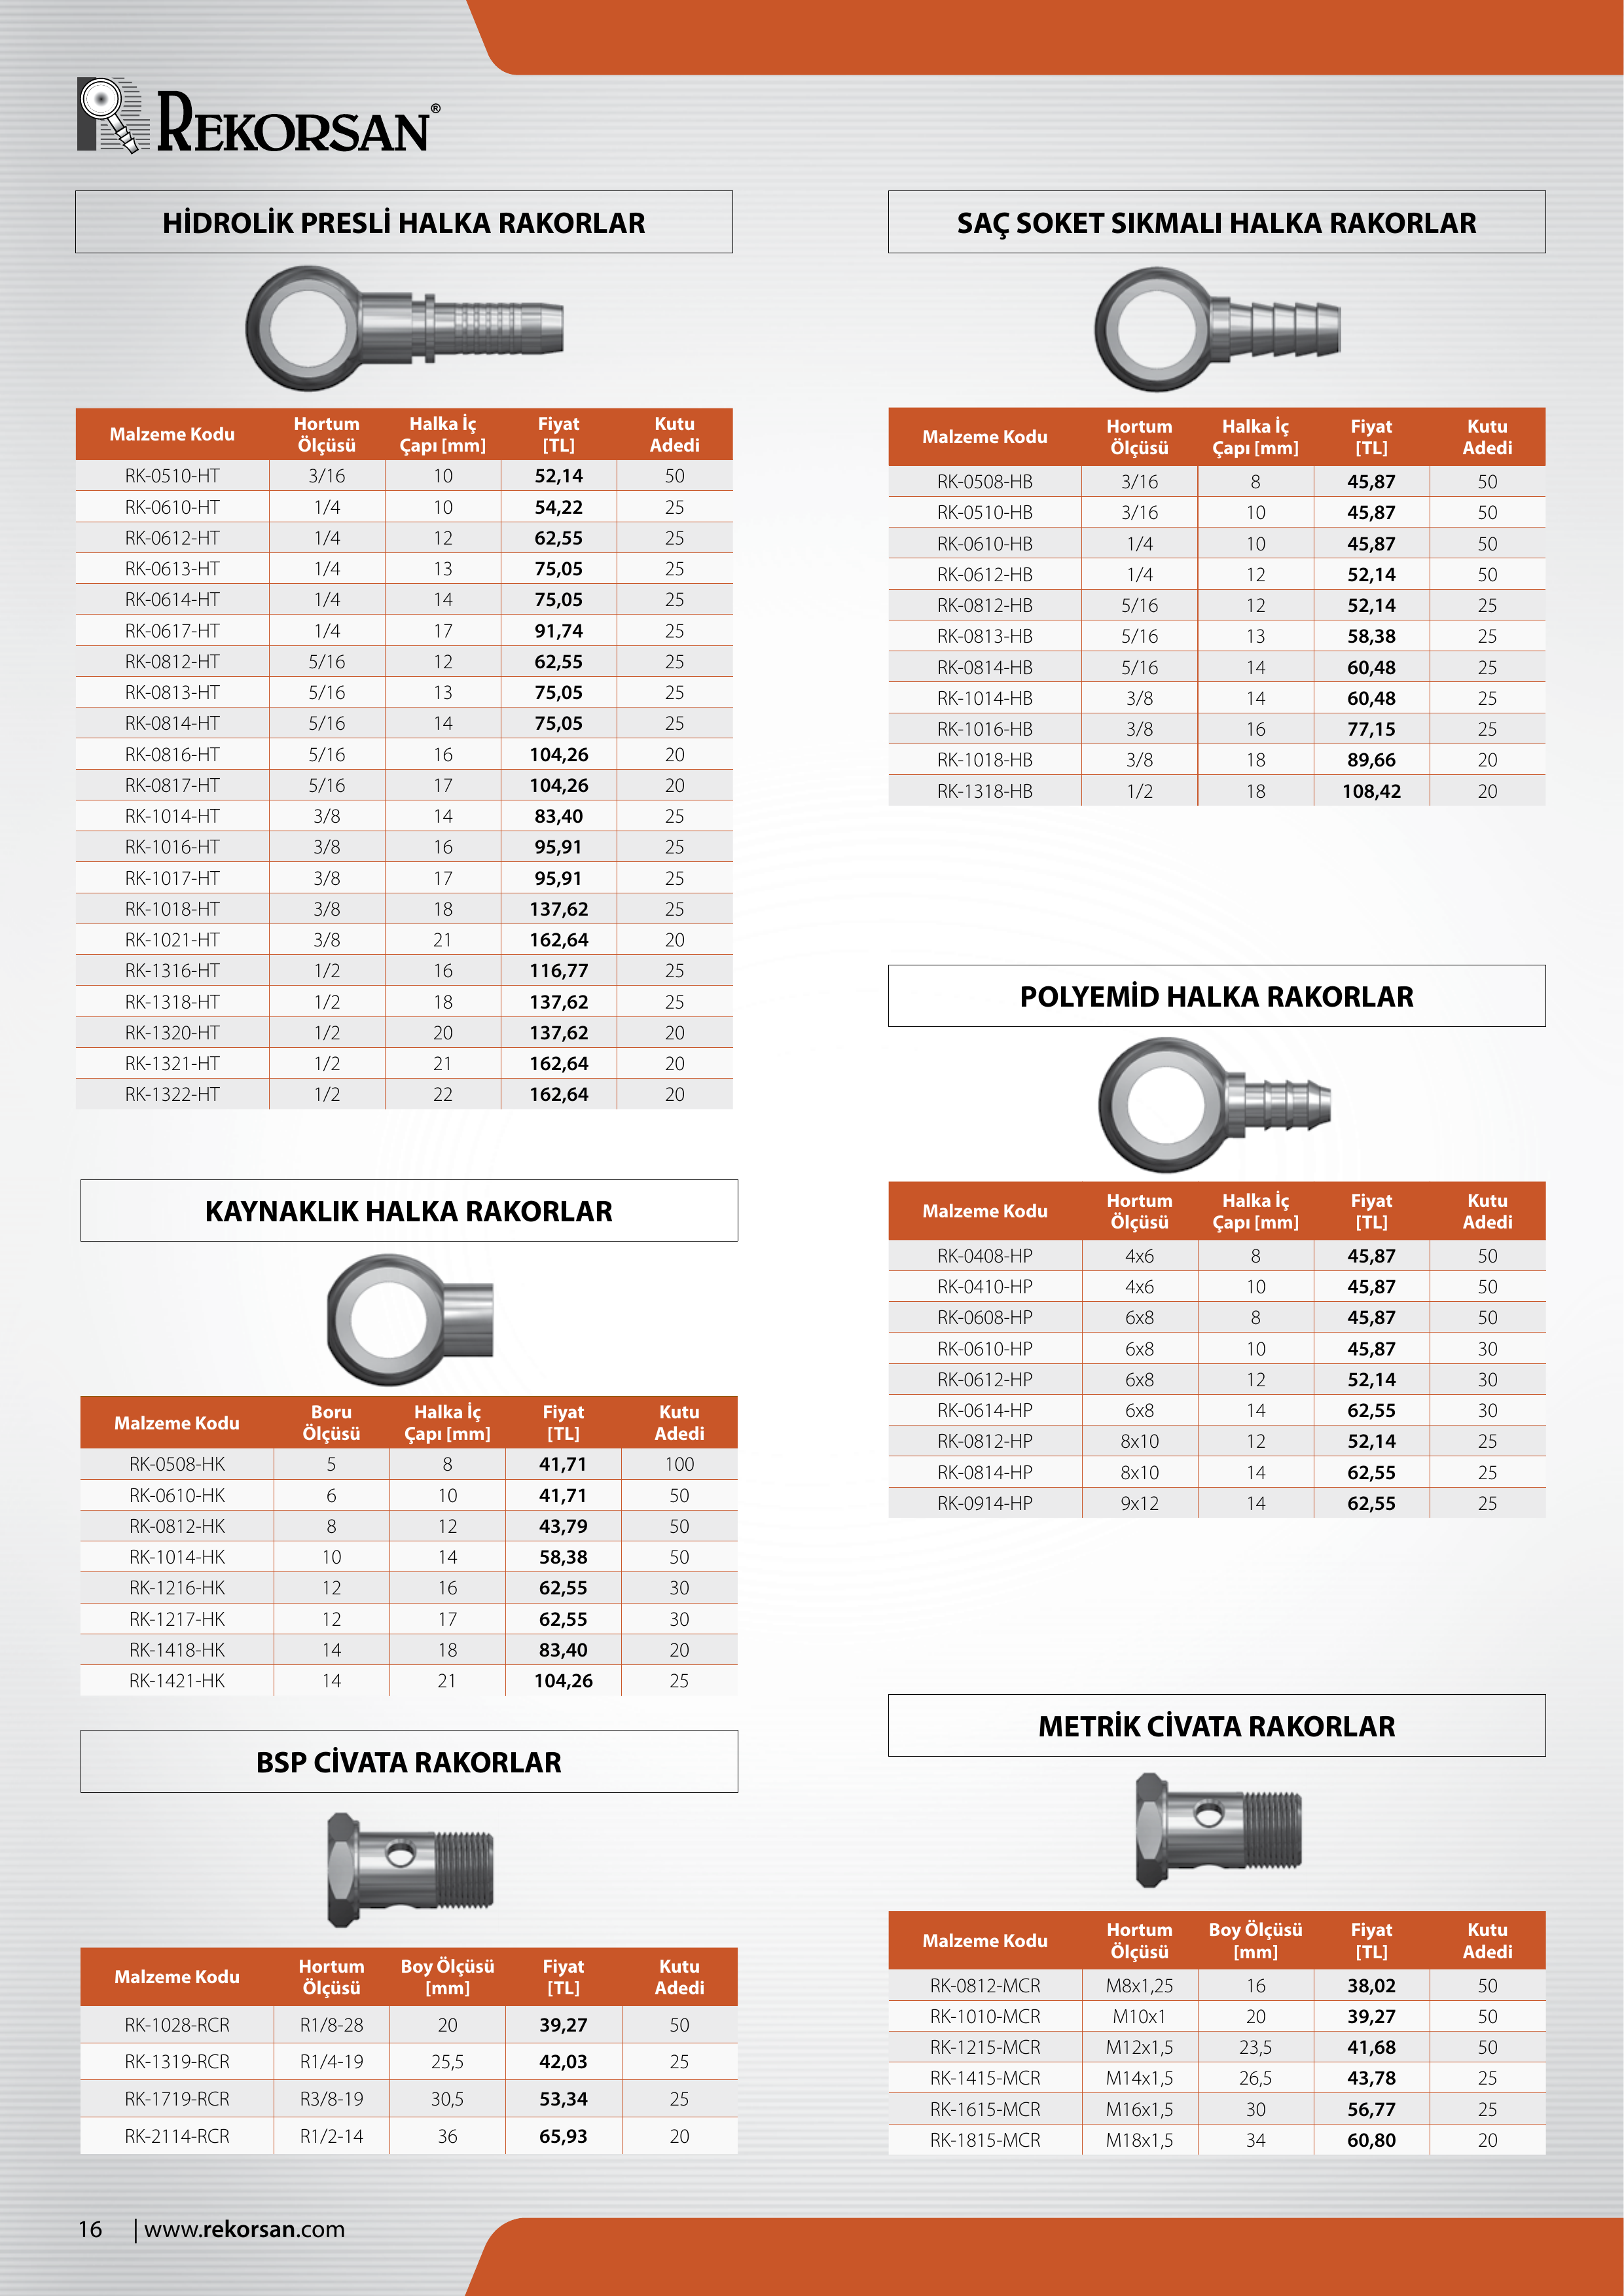 REKORSAN®
HİDROLİK PRESLİ HALKA RAKORLAR
Malzeme Kodu Hortum Ölçüsü Halka İç Çapı [mm] Fiyat [TL] Kutu Adedi
RK-0510-HT 3/16 10 52,14 50
RK-0610-HT 1/4 10 54,22 25
RK-0612-HT 1/4 12 62,55 25
RK-0613-HT 1/4 13 75,05 25
RK-0614-HT 1/4 14 75,05 25
RK-0617-HT 1/4 17 91,74 25
RK-0812-HT 5/16 12 62,55 25
RK-0813-HT 5/16 13 75,05 25
RK-0814-HT 5/16 14 75,05 25
RK-0816-HT 5/16 16 104,26 20
RK-0817-HT 5/16 17 104,26 20
RK-1014-HT 3/8 14 83,40 25
RK-1016-HT 3/8 16 95,91 25
RK-1017-HT 3/8 17 95,91 25
RK-1018-HT 3/8 18 137,62 25
RK-1021-HT 3/8 21 162,64 20
RK-1316-HT 1/2 16 116,77 25
RK-1318-HT 1/2 18 137,62 25
RK-1320-HT 1/2 20 137,62 20
RK-1321-HT 1/2 21 162,64 20
RK-1322-HT 1/2 22 162,64 20
KAYNAKLIK HALKA RAKORLAR
Malzeme Kodu Boru Ölçüsü Halka İç Çapı [mm] Fiyat [TL] Kutu Adedi
RK-0508-HK 5 8 41,71 100
RK-0610-HK 6 10 41,71 50
RK-0812-HK 8 12 43,79 50
RK-1014-HK 10 14 58,38 50
RK-1216-HK 12 16 62,55 30
RK-1217-HK 12 17 62,55 30
RK-1418-HK 14 18 83,40 20
RK-1421-HK 14 21 104,26 25
BSP CİVATA RAKORLAR
Malzeme Kodu Hortum Ölçüsü Boy Ölçüsü [mm] Fiyat [TL] Kutu Adedi
RK-1028-RCR R1/8-28 20 39,27 50
RK-1319-RCR R1/4-19 25,5 42,03 25
RK-1719-RCR R3/8-19 30,5 53,34 25
RK-2114-RCR R1/2-14 36 65,93 20
SAÇ SOKET SIKMALI HALKA RAKORLAR
Malzeme Kodu Hortum Ölçüsü Halka İç Çapı [mm] Fiyat [TL] Kutu Adedi
RK-0508-HB 3/16 8 45,87 50
RK-0510-HB 3/16 10 45,87 50
RK-0610-HB 1/4 10 45,87 50
RK-0612-HB 1/4 12 52,14 50
RK-0812-HB 5/16 12 52,14 25
RK-0813-HB 5/16 13 58,38 25
RK-0814-HB 5/16 14 60,48 25
RK-1014-HB 3/8 14 60,48 25
RK-1016-HB 3/8 16 77,15 25
RK-1018-HB 3/8 18 89,66 20
RK-1318-HB 1/2 18 108,42 20
POLYEMİD HALKA RAKORLAR
Malzeme Kodu Hortum Ölçüsü Halka İç Çapı [mm] Fiyat [TL] Kutu Adedi
RK-0408-HP 4x6 8 45,87 50
RK-0410-HP 4x6 10 45,87 50
RK-0608-HP 6x8 8 45,87 50
RK-0610-HP 6x8 10 45,87 30
RK-0612-HP 6x8 12 52,14 30
RK-0614-HP 6x8 14 62,55 30
RK-0812-HP 8x10 12 52,14 25
RK-0814-HP 8x10 14 62,55 25
RK-0914-HP 9x12 14 62,55 25
METRİK CİVATA RAKORLAR
Malzeme Kodu Hortum Ölçüsü Boy Ölçüsü [mm] Fiyat [TL] Kutu Adedi
RK-0812-MCR M8x1,25 16 38,02 50
RK-1010-MCR M10x1 20 39,27 50
RK-1215-MCR M12x1,5 23,5 41,68 50
RK-1415-MCR M14x1,5 26,5 43,78 25
RK-1615-MCR M16x1,5 30 56,77 25
RK-1815-MCR M18x1,5 34 60,80 20
16 | www.rekorsan.com